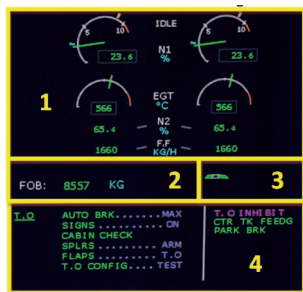 IDLE
5 10 5 10
N1
%
23.6 23.6
1
EGT
°C
566 566
N2
%
65.4 65.4
F.F
KG/H
1660 1660
FOB: 8557 KG 2 3
T.O AUTO BRK......MAX
SIGNS.........ON
CABIN CHECK
SPLRS........ARM
FLAPS........T.O
T.O CONFIG...TEST
T.O INHIBIT
CTR TK FEEDG
PARK BRK
4